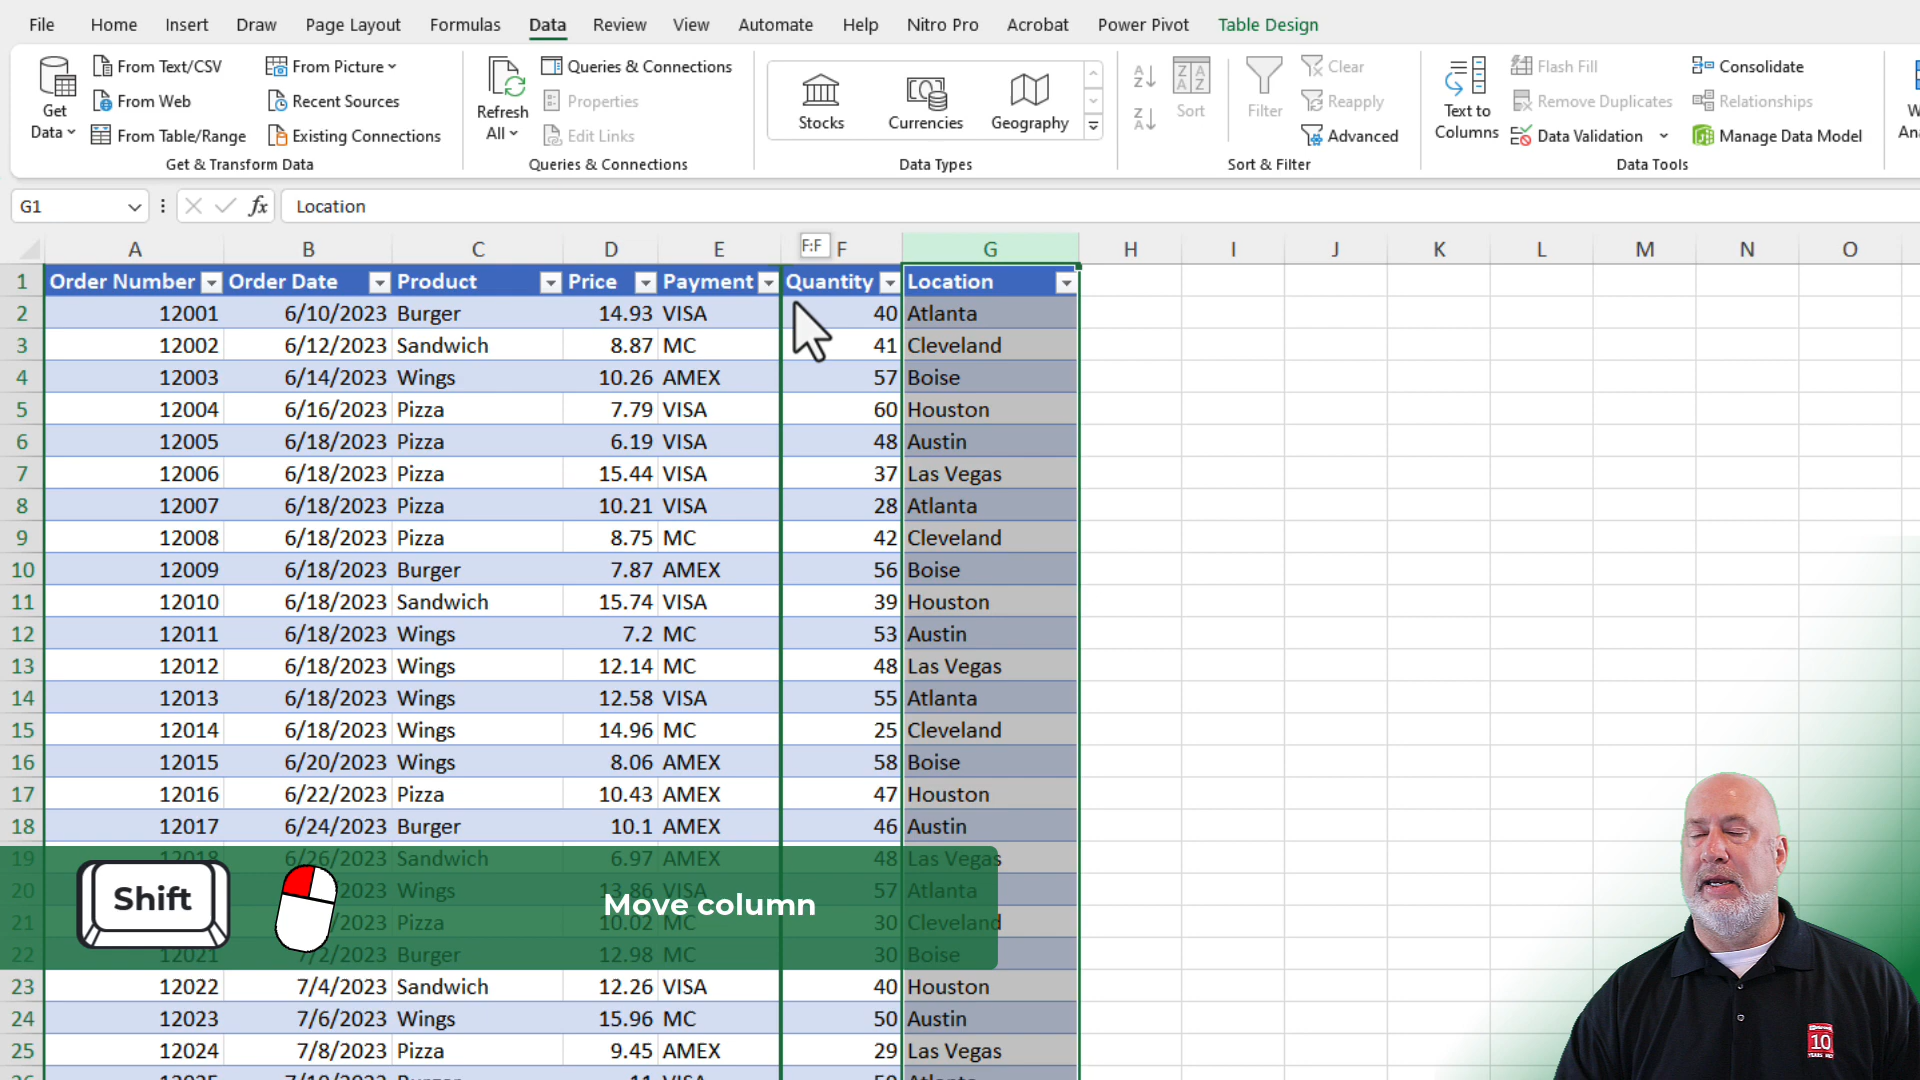 File Home Insert Draw Page Layout Formulas Data Review View Automate Help Nitro Pro Acrobat Power Pivot Table Design
Get Data
From Text/CSV
From Web
From Table/Range
From Picture
Recent Sources
Existing Connections
Get & Transform Data
Refresh All
Queries & Connections
Properties
Edit Links
Queries & Connections
Stocks
Currencies
Geography
Data Types
Sort
Filter
Clear
Reapply
Advanced
Sort & Filter
Text to Columns
Flash Fill
Remove Duplicates
Data Validation
Consolidate
Relationships
Manage Data Model
Data Tools
G1 fx Location
A B C D E F:F F G H I J K L M N O
1 Order Number Order Date Product Price Payment Quantity Location
2 12001 6/10/2023 Burger 14.93 VISA 40 Atlanta
3 12002 6/12/2023 Sandwich 8.87 MC 41 Cleveland
4 12003 6/14/2023 Wings 10.26 AMEX 57 Boise
5 12004 6/16/2023 Pizza 7.79 VISA 60 Houston
6 12005 6/18/2023 Pizza 6.19 VISA 48 Austin
7 12006 6/18/2023 Pizza 15.44 VISA 37 Las Vegas
8 12007 6/18/2023 Pizza 10.21 VISA 28 Atlanta
9 12008 6/18/2023 Pizza 8.75 MC 42 Cleveland
10 12009 6/18/2023 Burger 7.87 AMEX 56 Boise
11 12010 6/18/2023 Sandwich 15.74 VISA 39 Houston
12 12011 6/18/2023 Wings 7.2 MC 53 Austin
13 12012 6/18/2023 Wings 12.14 MC 48 Las Vegas
14 12013 6/18/2023 Wings 12.58 VISA 55 Atlanta
15 12014 6/18/2023 Wings 14.96 MC 25 Cleveland
16 12015 6/20/2023 Wings 8.06 AMEX 58 Boise
17 12016 6/22/2023 Pizza 10.43 AMEX 47 Houston
18 12017 6/24/2023 Burger 10.1 AMEX 46 Austin
19 12018 6/26/2023 Sandwich 6.97 AMEX 48 Las Vegas
20 Wings 13.86 VISA 57 Atlanta
21 Pizza 10.02 MC 30 Cleveland
22 12021 7/2/2023 Burger 12.98 MC 30 Boise
Shift
Move column
23 12022 7/4/2023 Sandwich 12.26 VISA 40 Houston
24 12023 7/6/2023 Wings 15.96 MC 50 Austin
25 12024 7/8/2023 Pizza 9.45 AMEX 29 Las Vegas
10